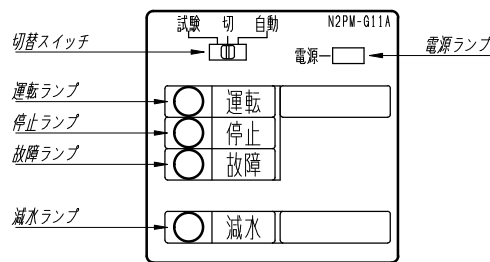 試験 切 自動 N2PM-G11A
切替スイッチ
電源
電源ランプ
運転ランプ
運転
停止ランプ
停止
故障ランプ
故障
減水ランプ
減水